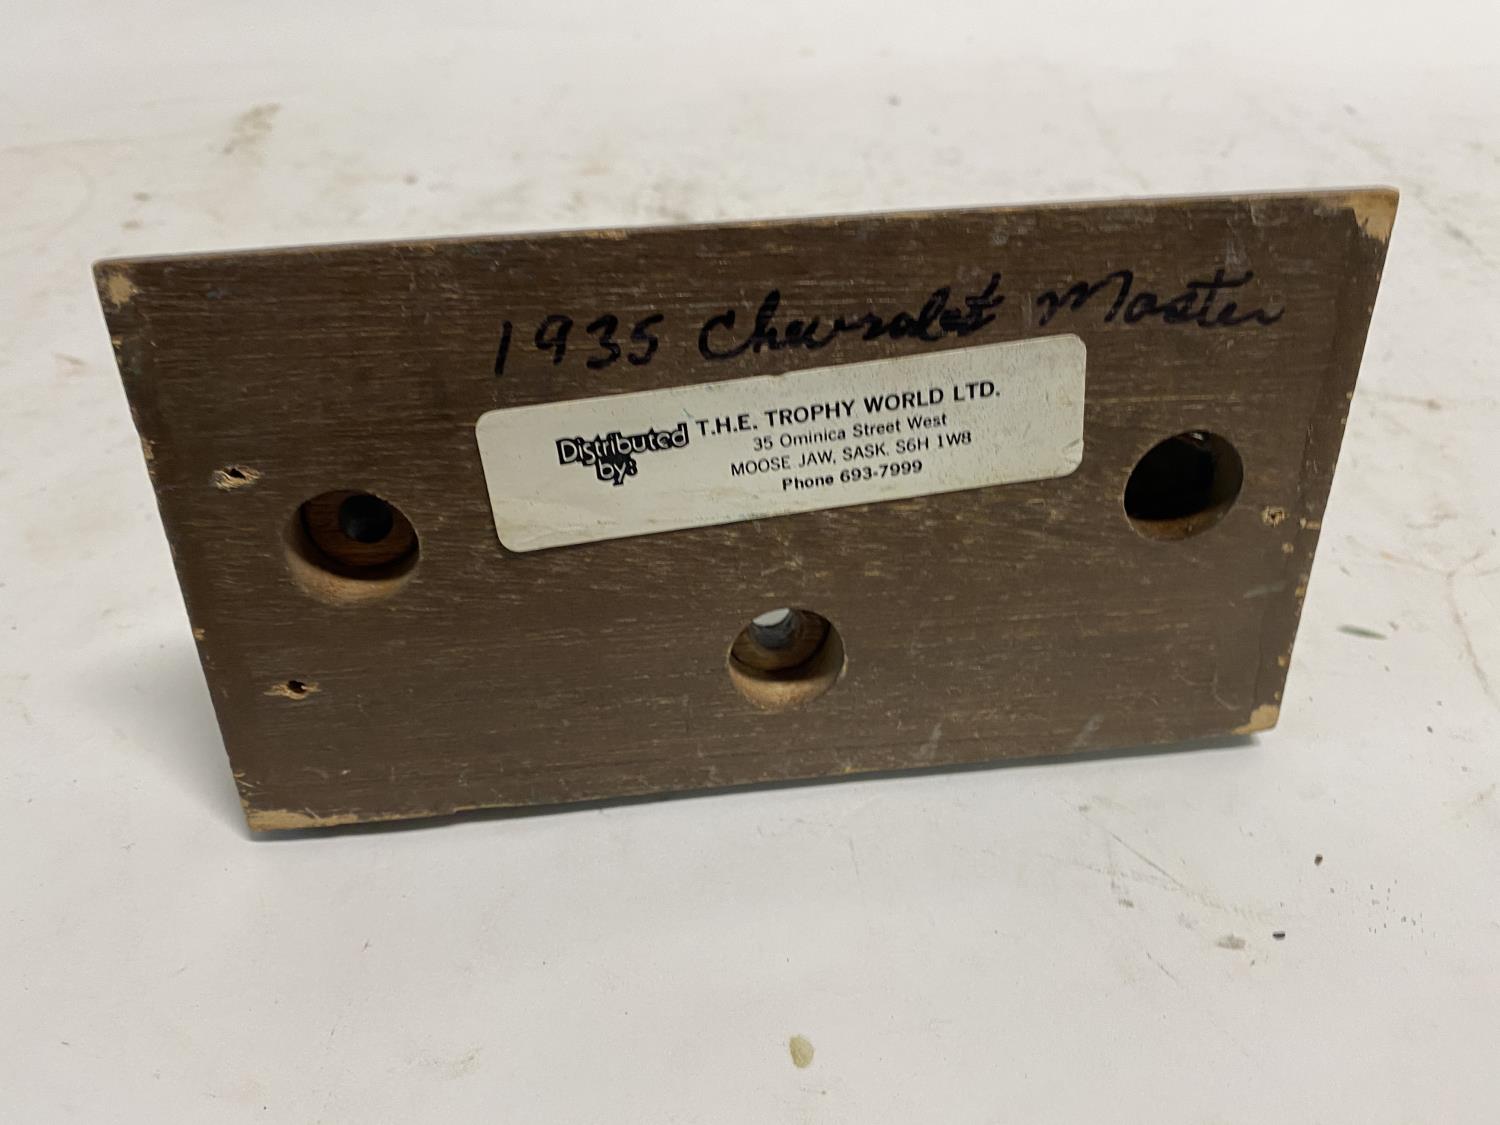 1935 Chevrolet Master
Distributed
by:
T.H.E. TROPHY WORLD LTD.
35 Ominica Street West
MOOSE JAW, SASK. S6H 1W8
Phone 693-7999